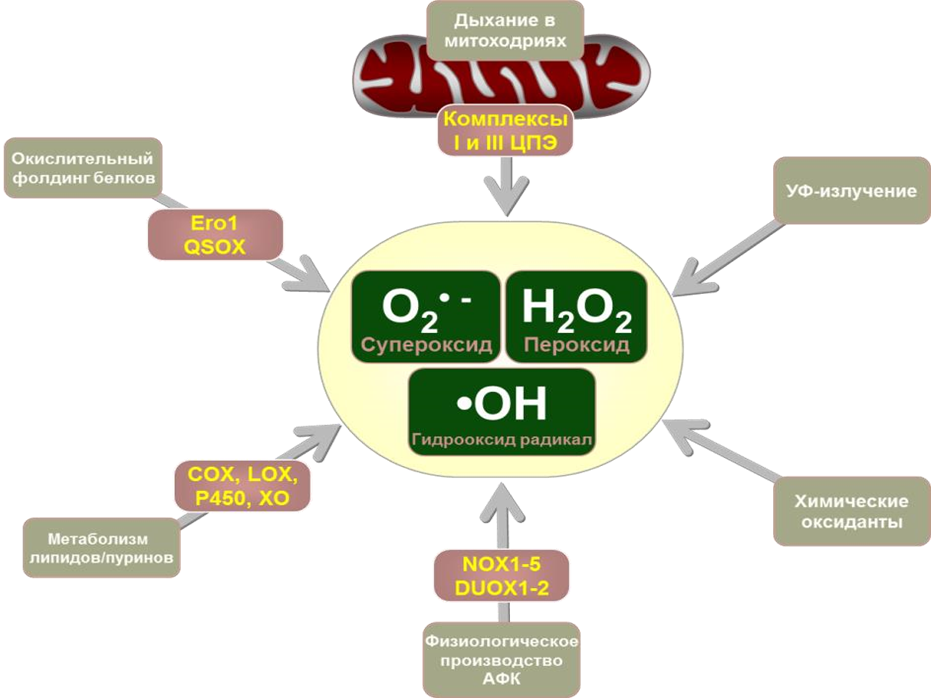 Дыхание в
митоходриях
Комплексы
I и III ЦПЭ
Окислительный
фолдинг белков
Ero1
QSOX
УФ-излучение
O₂•- H₂O₂
Супероксид Пероксид
•OH
Гидрооксид радикал
COX, LOX,
P450, XO
Метаболизм
липидов/пуринов
Химические
оксиданты
NOX1-5
DUOX1-2
Физиологическое
производство
АФК